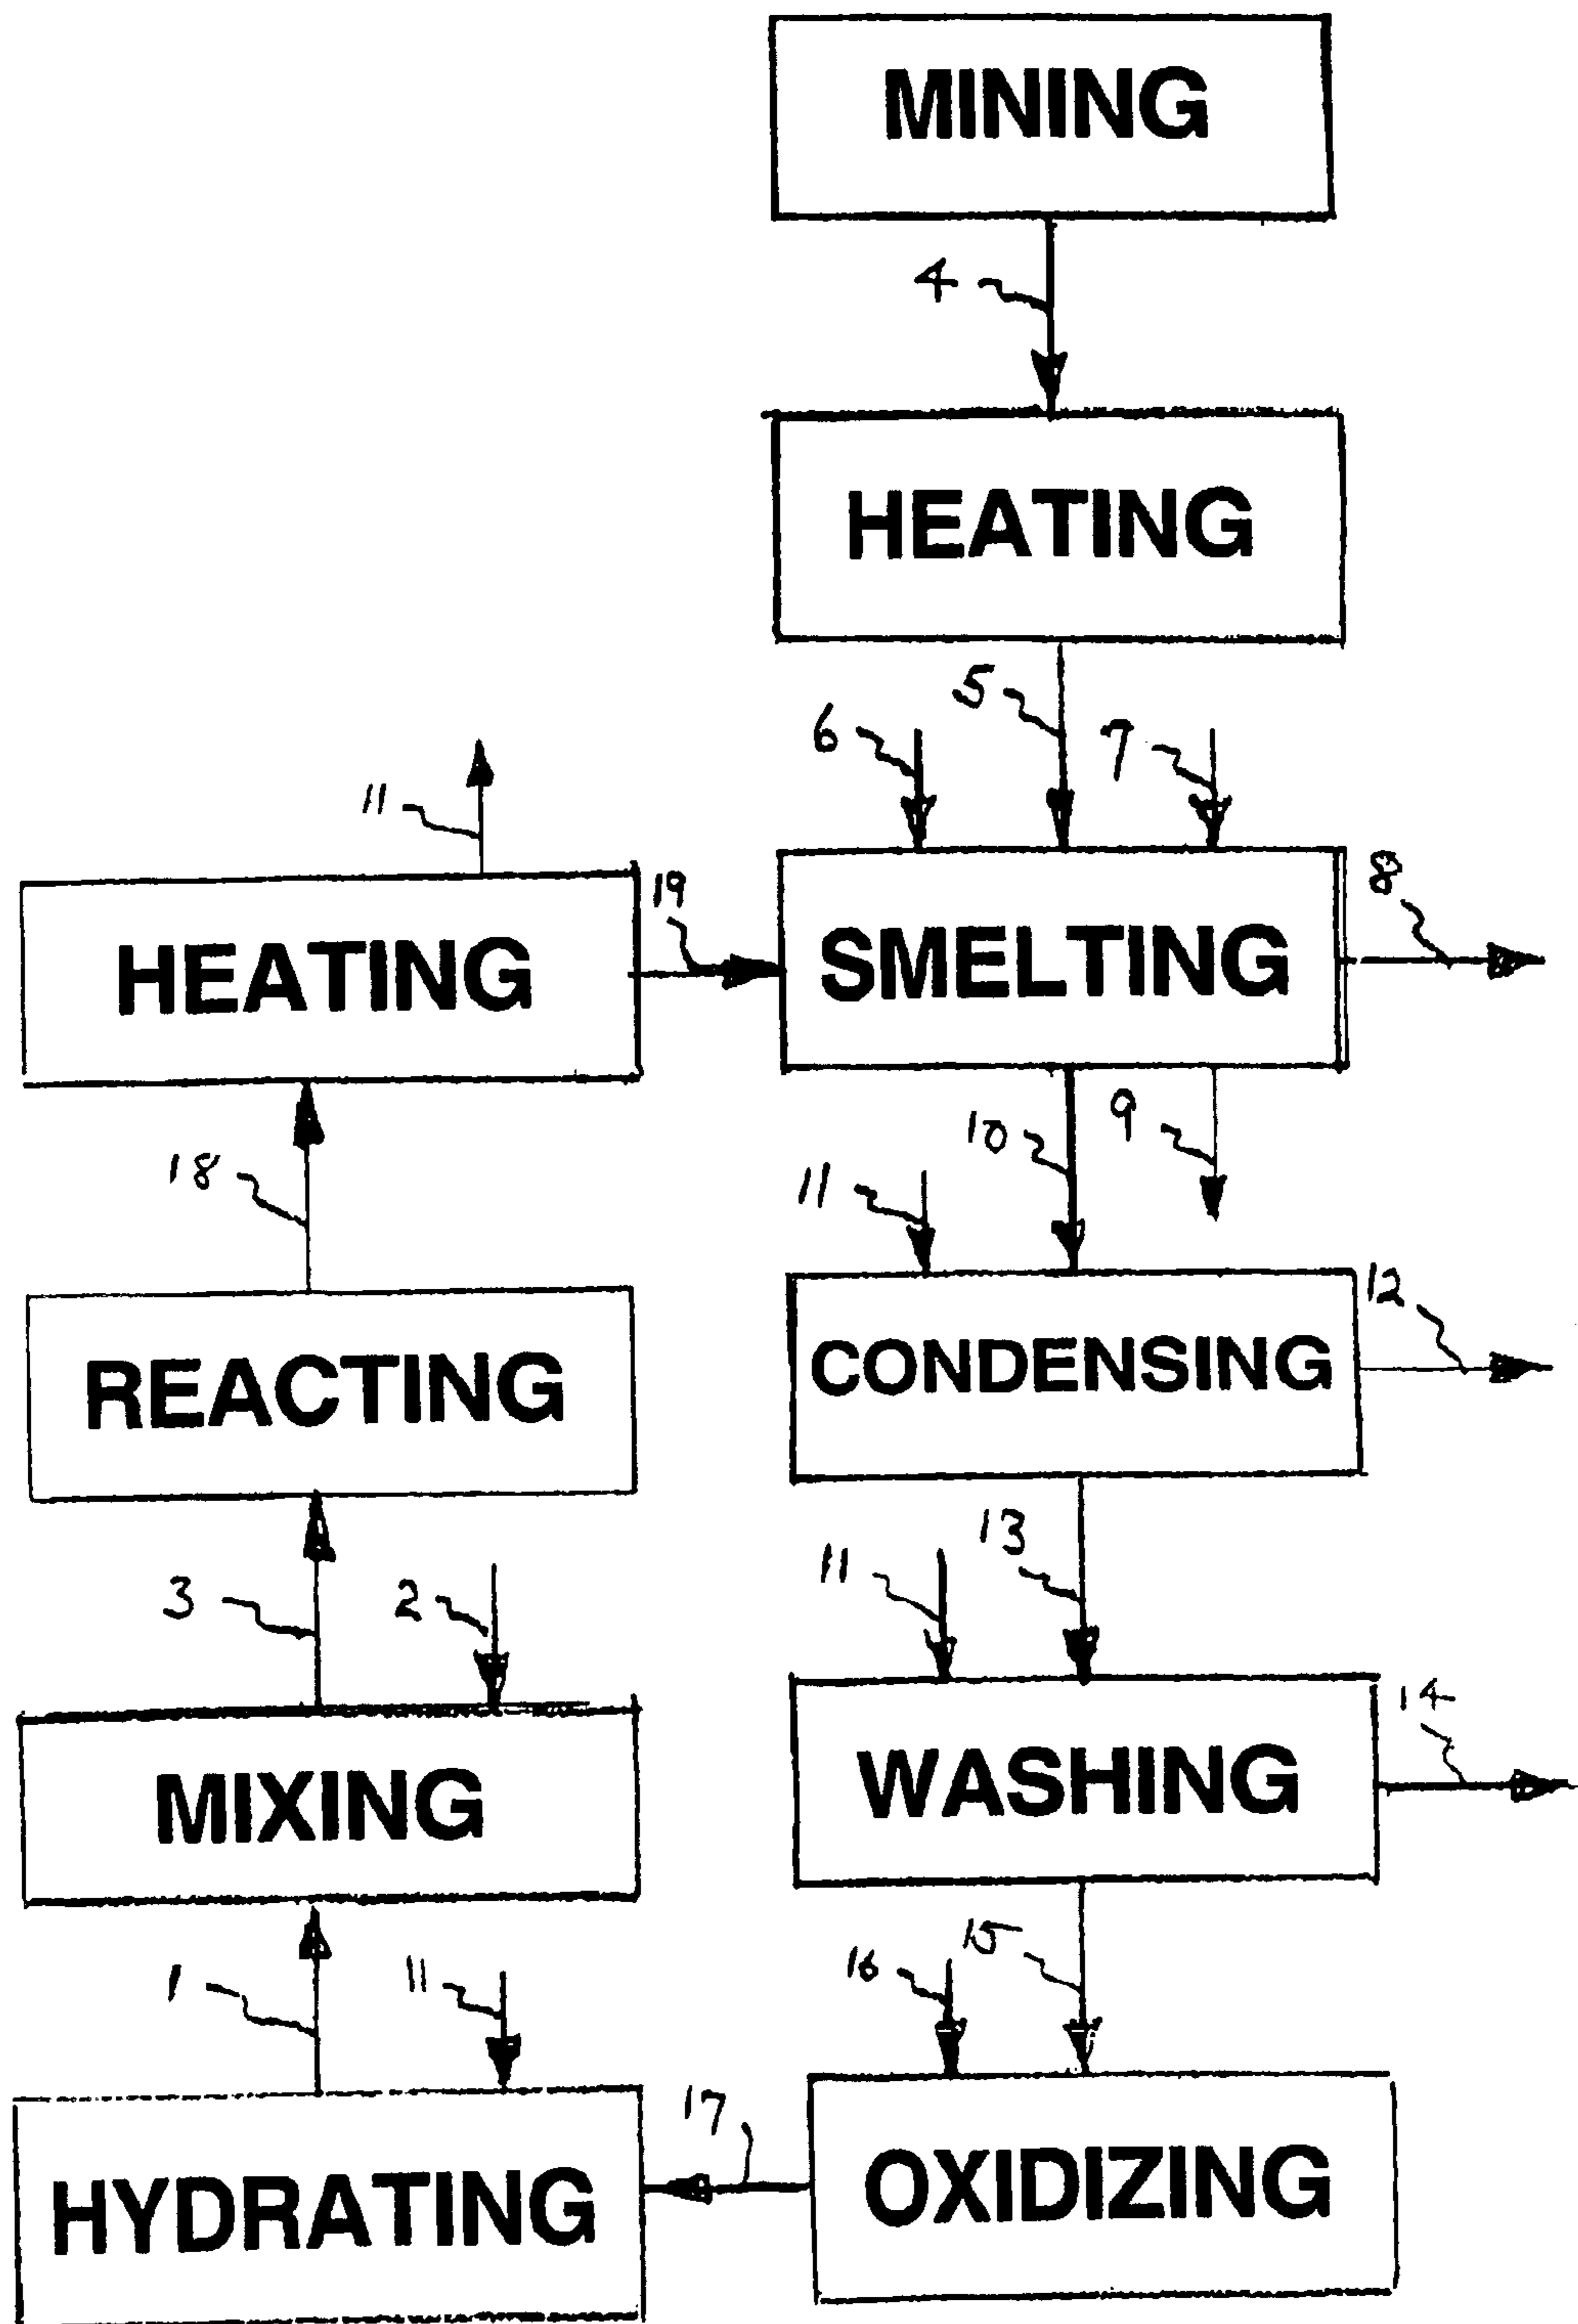 MINING
4
HEATING
6 5 7
11
HEATING
19
SMELTING
8
18
11
10
9
REACTING
CONDENSING
12
3
2
11
13
MIXING
WASHING
14
1
11
16
15
HYDRATING
17
OXIDIZING